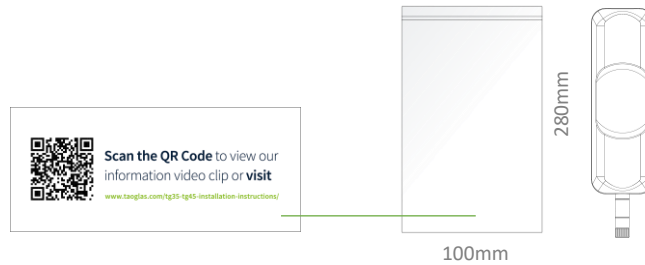 Scan the QR Code to view our
information video clip or visit
www.taoglas.com/tg35-tg45-installation-instructions/
280mm
100mm